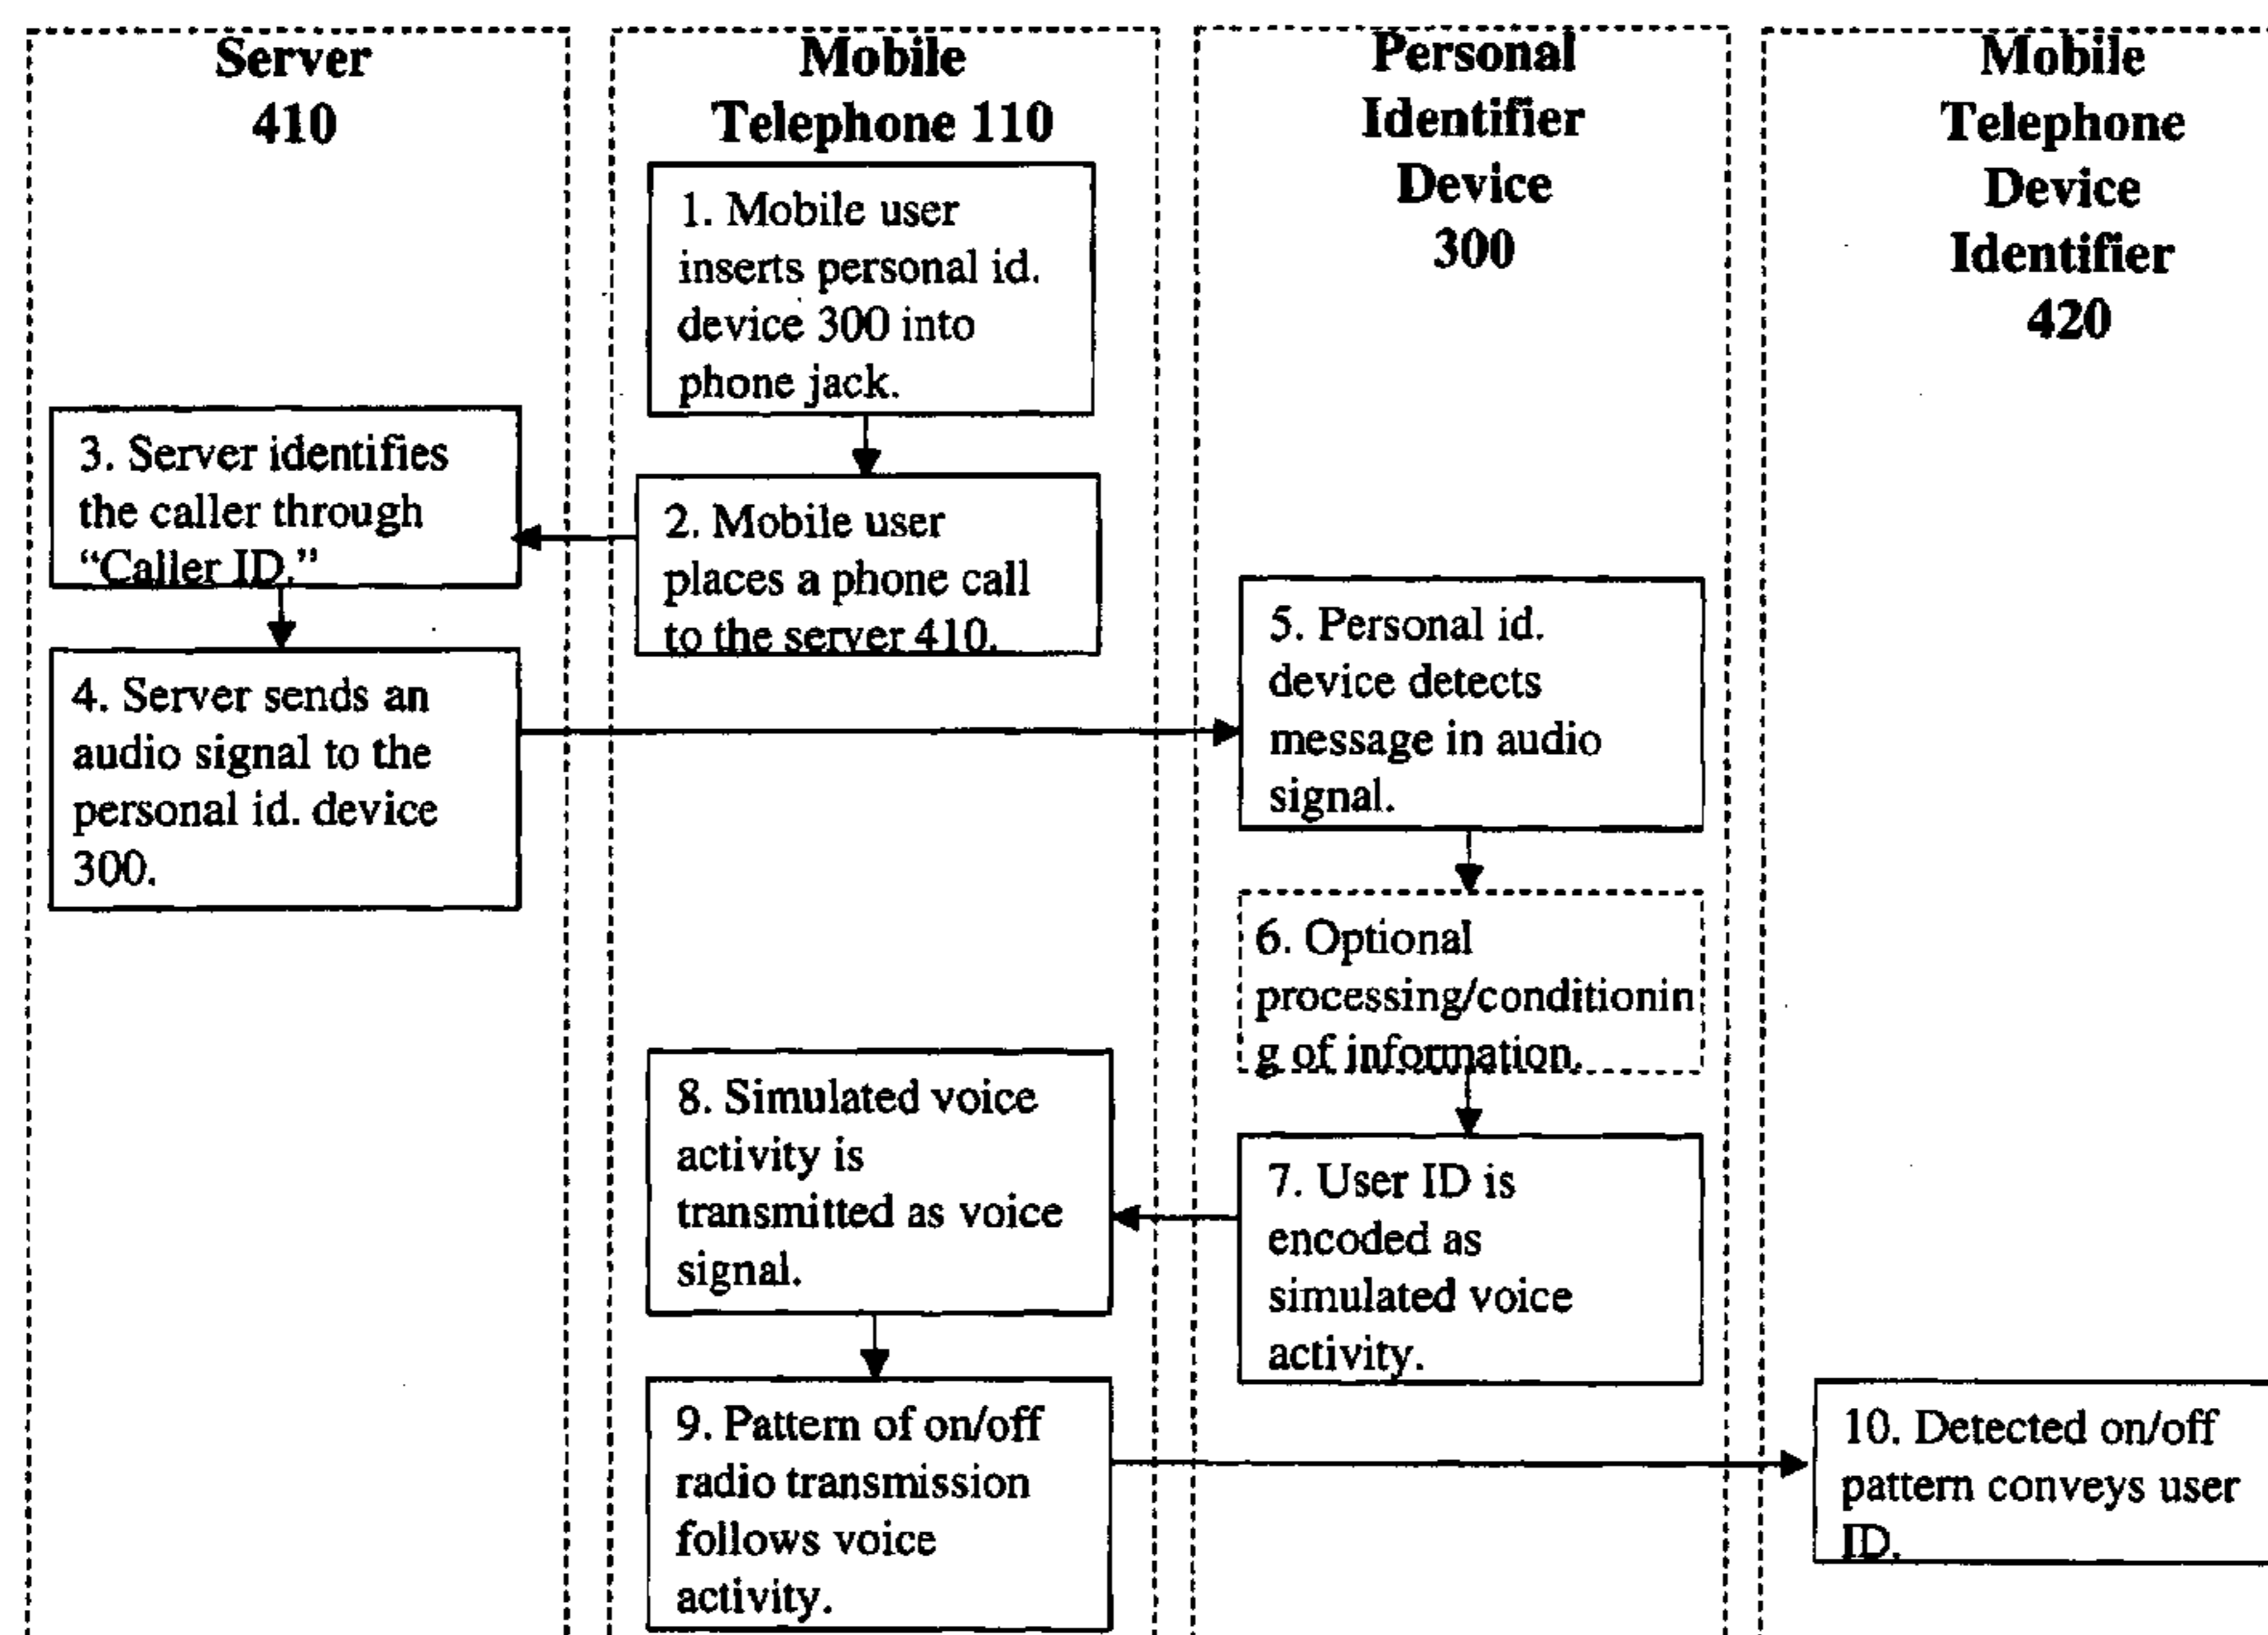 Server
410
Mobile
Telephone 110
Personal
Identifier
Device
300
Mobile
Telephone
Device
Identifier
420
1. Mobile user
inserts personal id.
device 300 into
phone jack.
2. Mobile user
places a phone call
to the server 410.
3. Server identifies
the caller through
“Caller ID.”
4. Server sends an
audio signal to the
personal id. device
300.
5. Personal id.
device detects
message in audio
signal.
6. Optional
processing/conditionin
g of information.
7. User ID is
encoded as
simulated voice
activity.
8. Simulated voice
activity is
transmitted as voice
signal.
9. Pattern of on/off
radio transmission
follows voice
activity.
10. Detected on/off
pattern conveys user
ID.